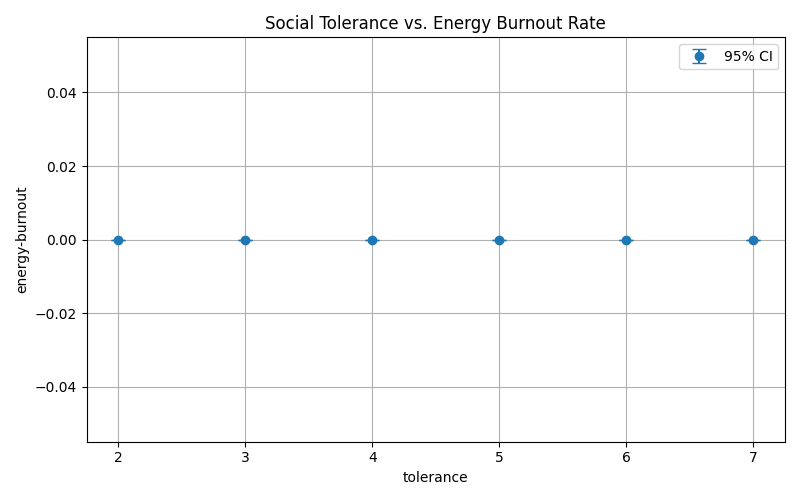 Social Tolerance vs. Energy Burnout Rate
95% CI
0.04
0.02
0.00
−0.02
−0.04
energy-burnout
2 3 4 5 6 7
tolerance